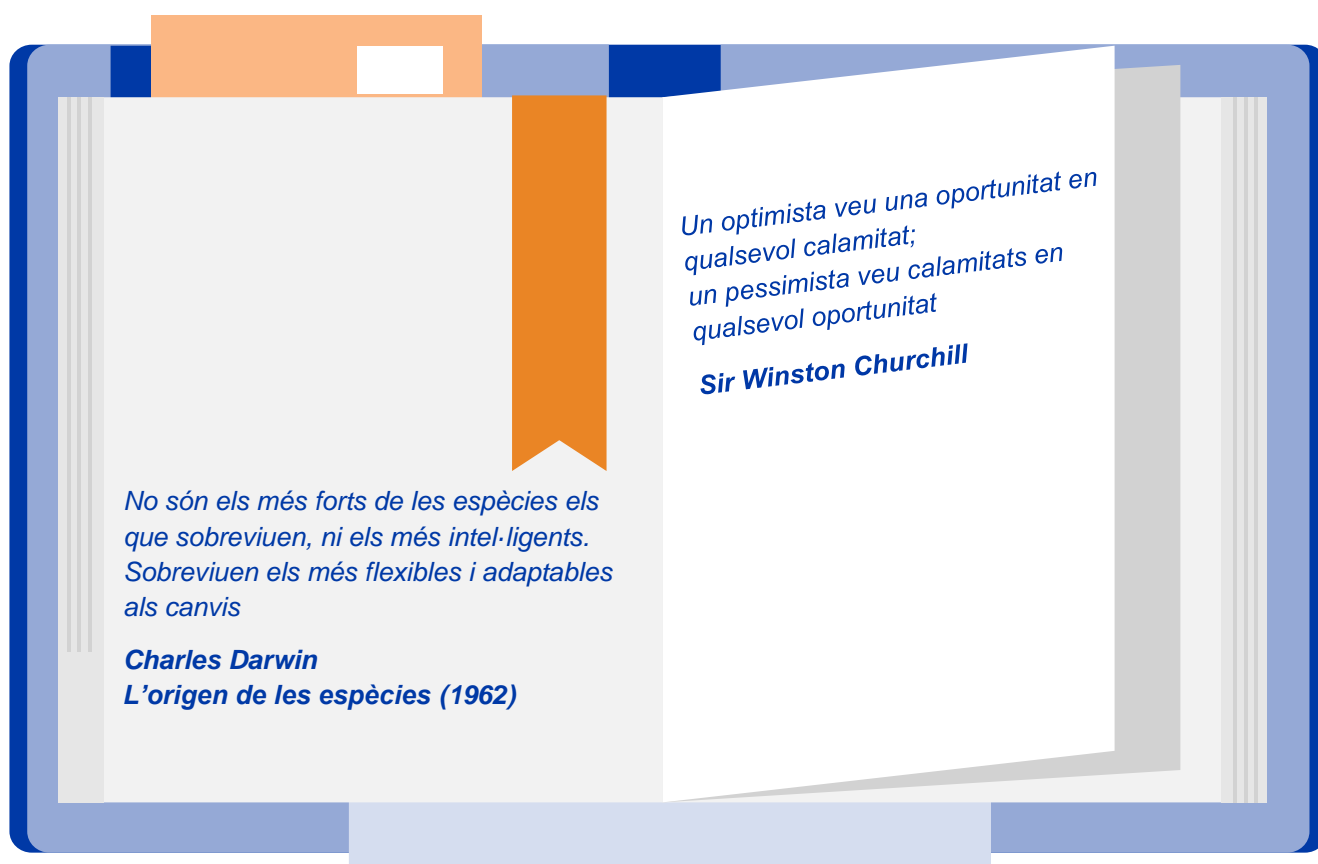 No són els més forts de les espècies els
que sobreviuen, ni els més intel·ligents.
Sobreviuen els més flexibles i adaptables
als canvis
Charles Darwin
L’origen de les espècies (1962)
Un optimista veu una oportunitat en
qualsevol calamitat;
un pessimista veu calamitats en
qualsevol oportunitat
Sir Winston Churchill